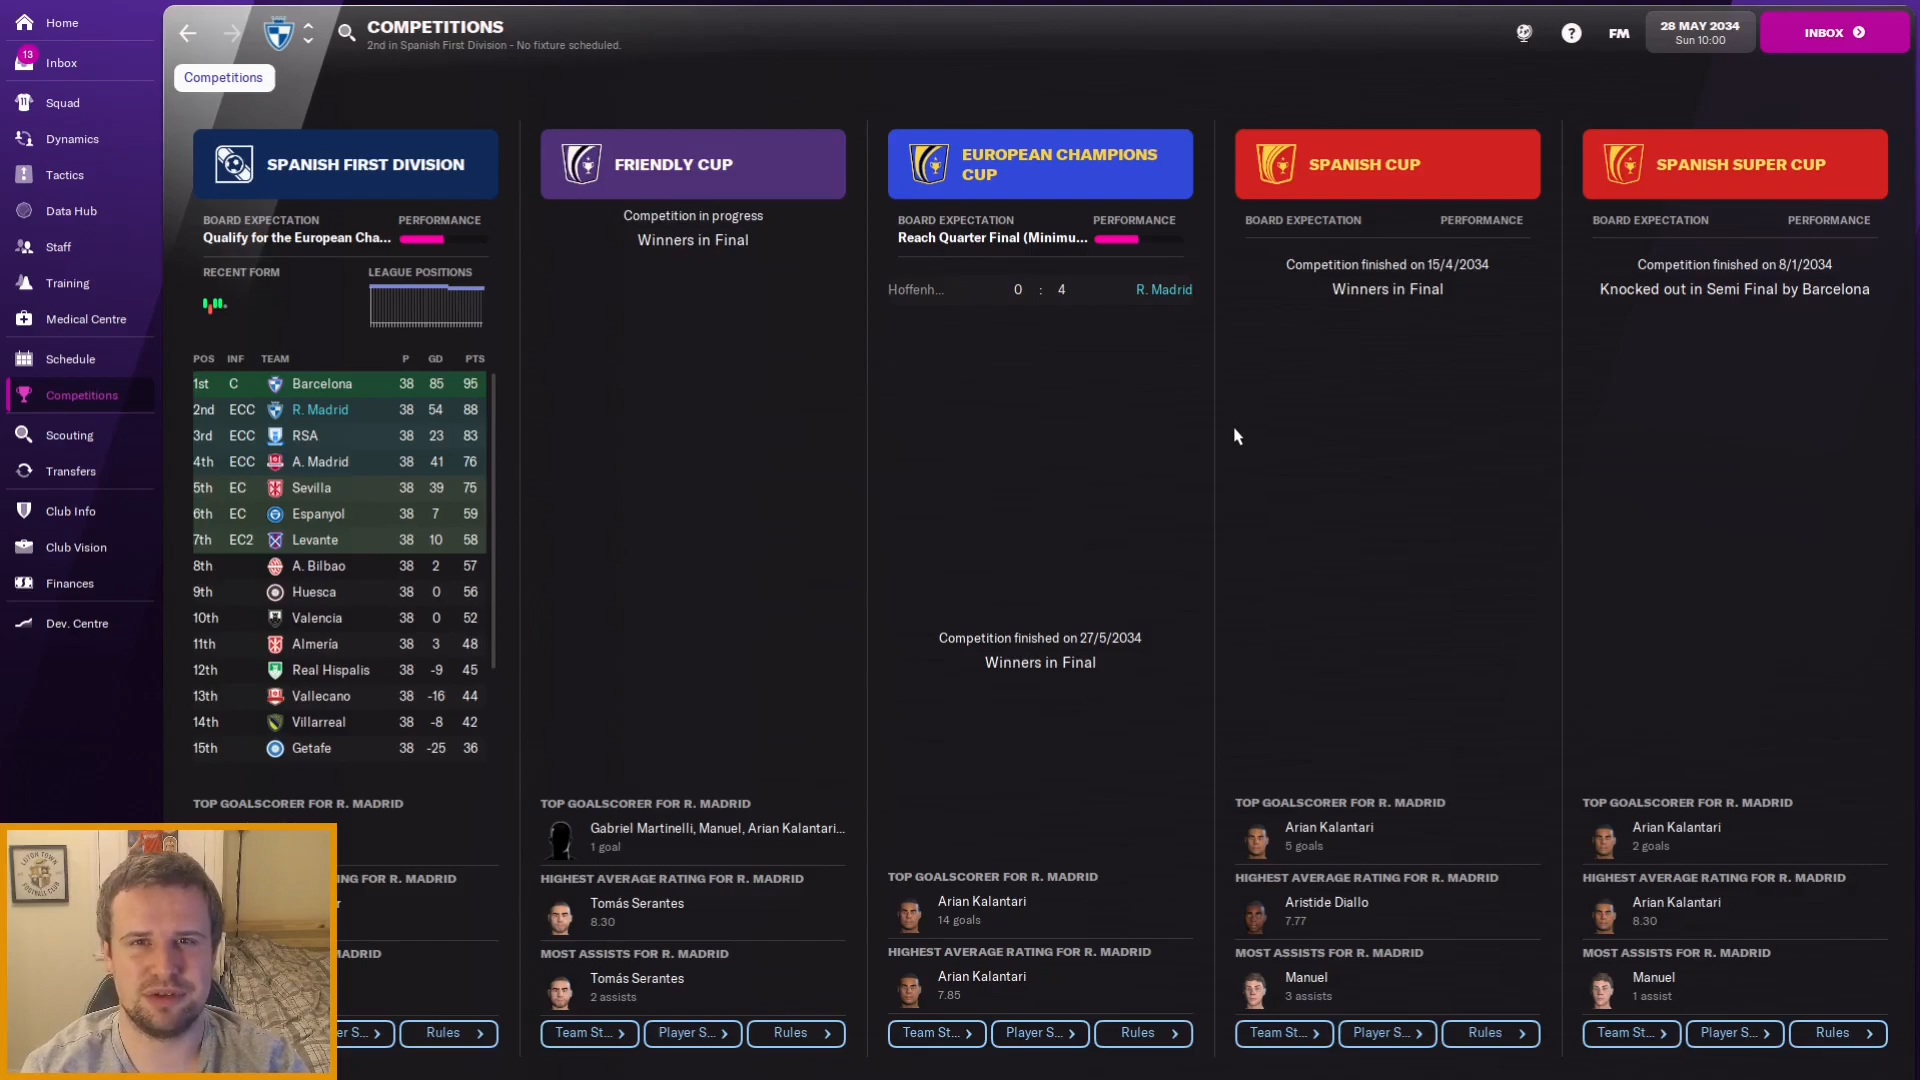 Home
13
Inbox
Squad
Dynamics
Tactics
Data Hub
Staff
Training
Medical Centre
Schedule
Competitions
Scouting
Transfers
Club Info
Club Vision
Finances
Dev. Centre
COMPETITIONS
2nd in Spanish First Division - No fixture scheduled.
?
FM
28 MAY 2034
Sun 10:00
INBOX
Competitions
SPANISH FIRST DIVISION
BOARD EXPECTATION PERFORMANCE
Qualify for the European Cha...
RECENT FORM LEAGUE POSITIONS
POS INF TEAM P GD PTS
1st C Barcelona 38 85 95
2nd ECC R. Madrid 38 54 88
3rd ECC RSA 38 23 83
4th ECC A. Madrid 38 41 76
5th EC Sevilla 38 39 75
6th EC Espanyol 38 7 59
7th EC2 Levante 38 10 58
8th A. Bilbao 38 2 57
9th Huesca 38 0 56
10th Valencia 38 0 52
11th Almería 38 3 48
12th Real Hispalis 38 -9 45
13th Vallecano 38 -16 44
14th Villarreal 38 -8 42
15th Getafe 38 -25 36
TOP GOALSCORER FOR R. MADRID
NG FOR R. MADRID
r
MADRID
er S...
Rules
LUTON TOWN
FOOTBALL CLUB
FRIENDLY CUP
Competition in progress
Winners in Final
TOP GOALSCORER FOR R. MADRID
Gabriel Martinelli, Manuel, Arian Kalantari...
1 goal
HIGHEST AVERAGE RATING FOR R. MADRID
Tomás Serantes
8.30
MOST ASSISTS FOR R. MADRID
Tomás Serantes
2 assists
Team St...
Player S...
Rules
EUROPEAN CHAMPIONS
CUP
BOARD EXPECTATION PERFORMANCE
Reach Quarter Final (Minimu...
Hoffenh... 0 : 4 R. Madrid
Competition finished on 27/5/2034
Winners in Final
TOP GOALSCORER FOR R. MADRID
Arian Kalantari
14 goals
HIGHEST AVERAGE RATING FOR R. MADRID
Arian Kalantari
7.85
Team St...
Player S...
Rules
SPANISH CUP
BOARD EXPECTATION PERFORMANCE
Competition finished on 15/4/2034
Winners in Final
TOP GOALSCORER FOR R. MADRID
Arian Kalantari
5 goals
HIGHEST AVERAGE RATING FOR R. MADRID
Aristide Diallo
7.77
MOST ASSISTS FOR R. MADRID
Manuel
3 assists
Team St...
Player S...
Rules
SPANISH SUPER CUP
BOARD EXPECTATION PERFORMANCE
Competition finished on 8/1/2034
Knocked out in Semi Final by Barcelona
TOP GOALSCORER FOR R. MADRID
Arian Kalantari
2 goals
HIGHEST AVERAGE RATING FOR R. MADRID
Arian Kalantari
8.30
MOST ASSISTS FOR R. MADRID
Manuel
1 assist
Team St...
Player S...
Rules